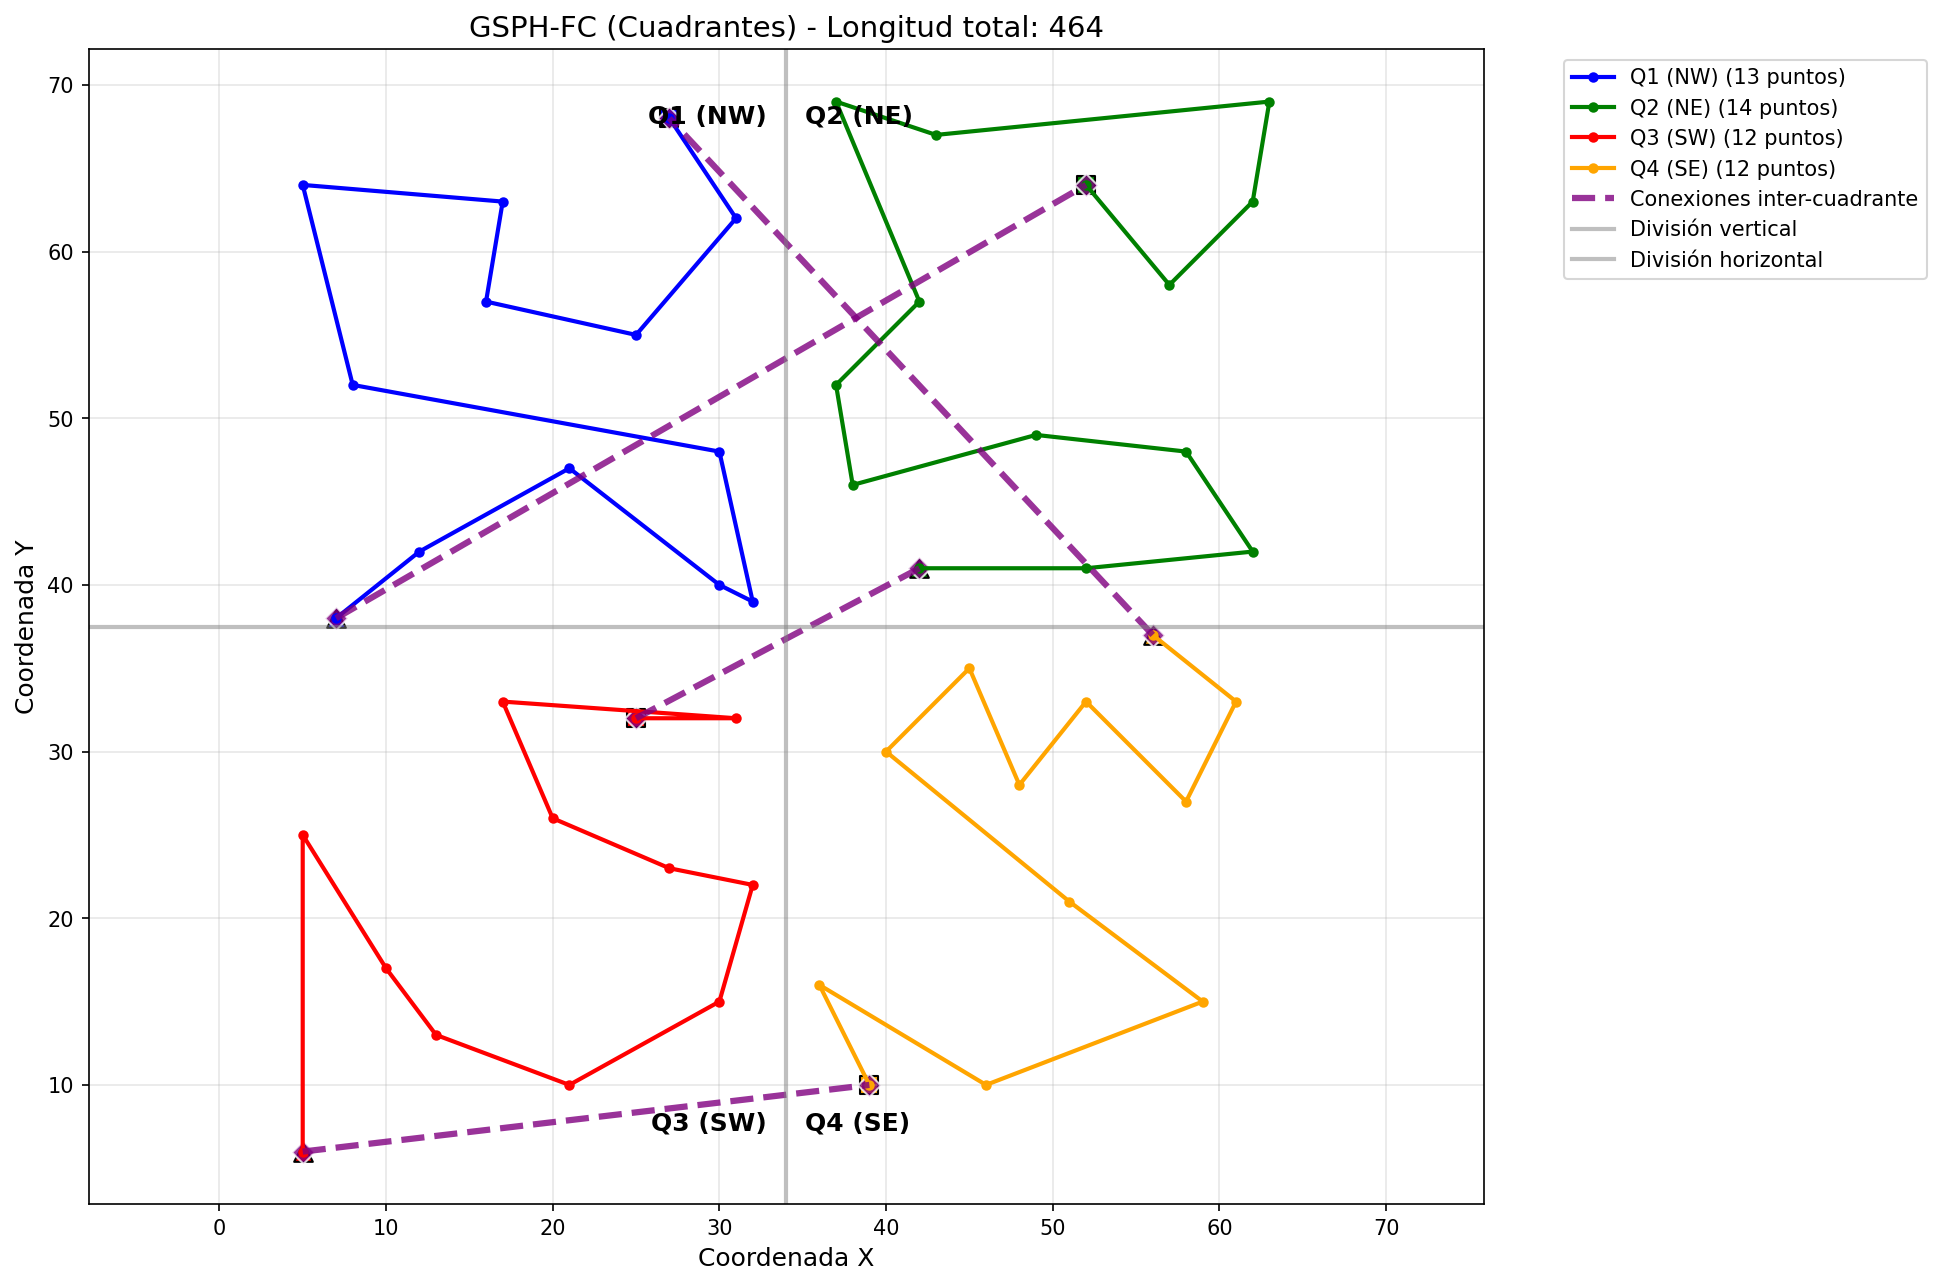 GSPH-FC (Cuadrantes) - Longitud total: 464
Q1 (NW) (13 puntos)
Q2 (NE) (14 puntos)
Q3 (SW) (12 puntos)
Q4 (SE) (12 puntos)
Conexiones inter-cuadrante
División vertical
División horizontal
Q1 (NW)
Q2 (NE)
Q3 (SW)
Q4 (SE)
Coordenada Y
70
60
50
40
30
20
10
0
10
20
30
40
50
60
70
Coordenada X